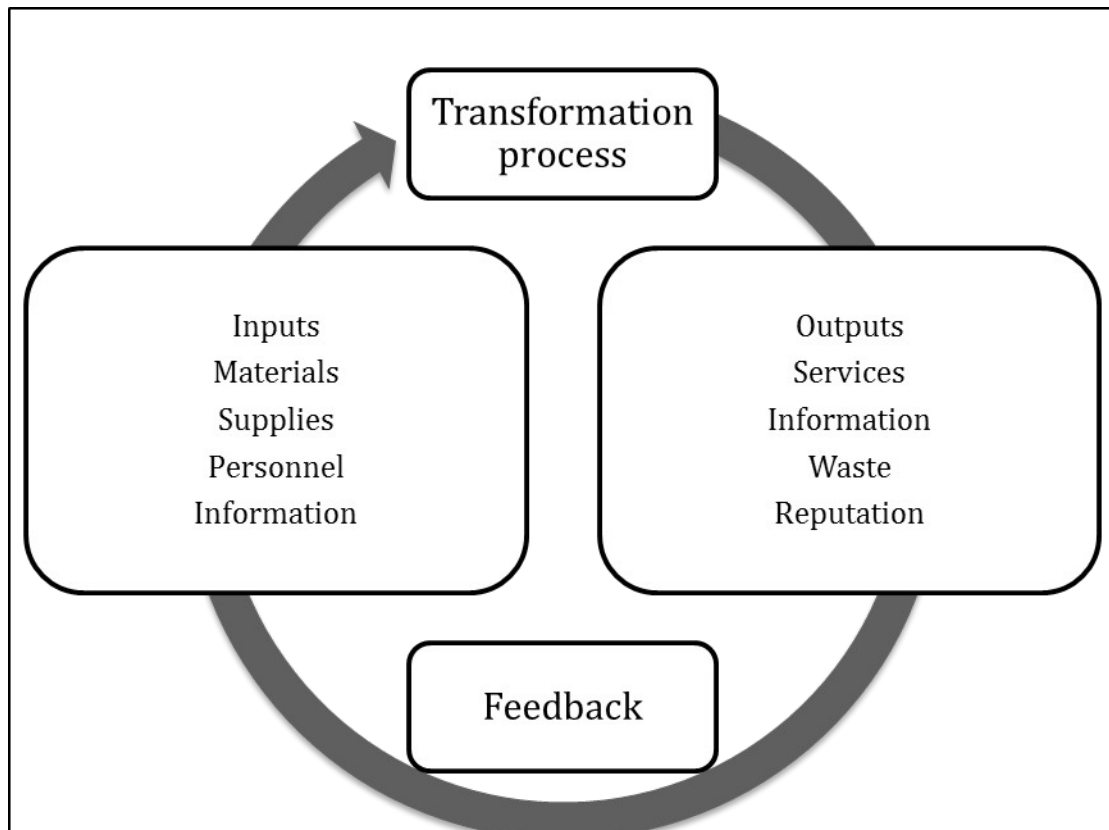 Transformation
process
Inputs
Materials
Supplies
Personnel
Information
Outputs
Services
Information
Waste
Reputation
Feedback